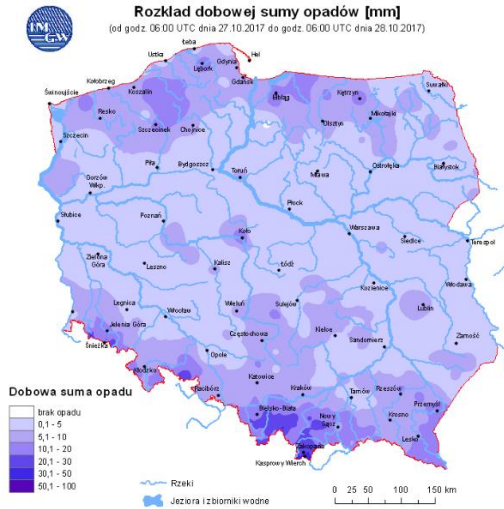 IMGW
Rozkład dobowej sumy opadów [mm]
(od godz. 06:00 UTC dnia 27.10.2017 do godz. 06:00 UTC dnia 28.10.2017)
Łeba
Ustka
Hel
Lębork
Gdynia
Gdańsk
Kołobrzeg
Koszalin
Świnoujście
Elbląg
Kętrzyn
Suwałki
Resko
Mikołajki
Szczecinek
Chojnice
Olsztyn
Szczecin
Piła
Bydgoszcz
Toruń
Mława
Ostrołęka
Białystok
Gorzów
Wlkp.
Płock
Słubice
Poznań
Warszawa
Koło
Siedlce
Terespol
Zielona
Góra
Leszno
Kalisz
Łódź
Kozienice
Włodawa
Legnica
Wrocław
Wieluń
Sulejów
Lublin
Jelenia Góra
Kielce
Śnieżka
Częstochowa
Sandomierz
Zamość
Opole
Kłodzko
Racibórz
Katowice
Kraków
Tarnów
Rzeszów
Bielsko-Biała
Nowy
Sącz
Krosno
Przemyśl
Lesko
Zakopane
Kasprowy Wierch
Dobowa suma opadu
brak opadu
0,1 - 5
5,1 - 10
10,1 - 20
20,1 - 30
30,1 - 50
50,1 - 100
Rzeki
Jeziora i zbiorniki wodne
0 25 50 100 150 km